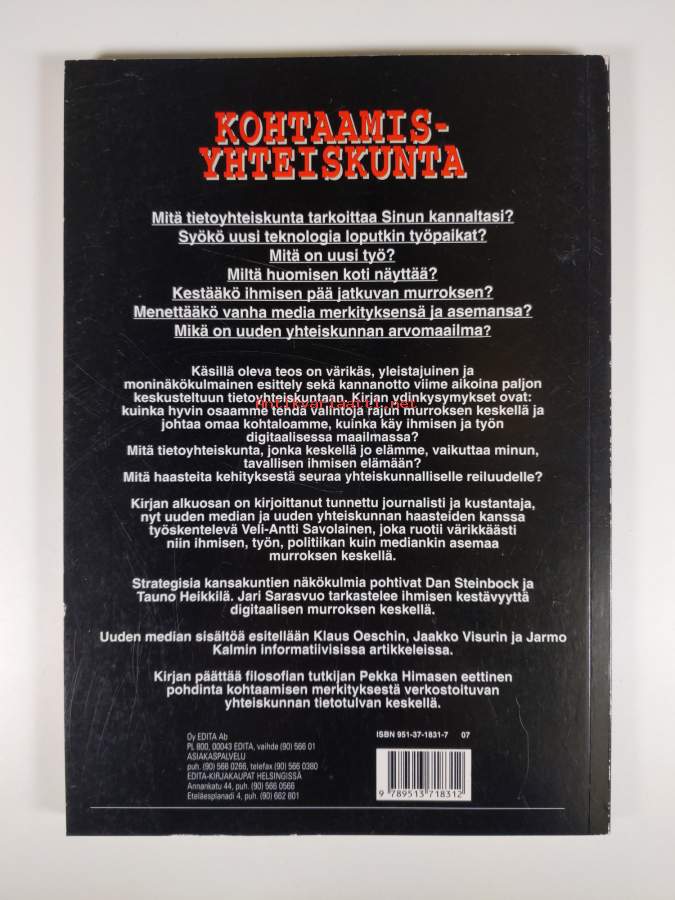 KOHTAAMIS-
YHTEISKUNTA
Mitä tietoyhteiskunta tarkoittaa Sinun kannaltasi?
Syökö uusi teknologia loputkin työpaikat?
Mitä on uusi työ?
Miltä huomisen koti näyttää?
Kestääkö ihmisen pää jatkuvan murroksen?
Menettääkö vanha media merkityksensä ja asemansa?
Mikä on uuden yhteiskunnan arvomaailma?
Käsillä oleva teos on värikäs, yleistajuinen ja
moninäkökulmainen esittely sekä kannanotto viime aikoina paljon
keskusteltuun tietoyhteiskuntaan. Kirjan ydinkysymykset ovat:
antikvariaatti.net
kuinka hyvin osaamme tehdä valintoja rajun murroksen keskellä ja
johtaa omaa kohtaloamme, kuinka käy ihmisen ja työn
digitaalisessa maailmassa?
Mitä tietoyhteiskunta, jonka keskellä jo elämme, vaikuttaa minun,
tavallisen ihmisen elämään?
Mitä haasteita kehityksestä seuraa yhteiskunnalliselle reiluudelle?
Kirjan alkuosan on kirjoittanut tunnettu journalisti ja kustantaja,
nyt uuden median ja uuden yhteiskunnan haasteiden kanssa
työskentelevä Veli-Antti Savolainen, joka ruotii värikkäästi
niin ihmisen, työn, politiikan kuin mediankin asemaa
murroksen keskellä.
Strategisia kansakuntien näkökulmia pohtivat Dan Steinbock ja
Tauno Heikkilä. Jari Sarasvuo tarkastelee ihmisen kestävyyttä
digitaalisen murroksen keskellä.
Uuden median sisältöä esitellään Klaus Oeschin, Jaakko Visurin ja Jarmo
Kalmin informatiivisissa artikkeleissa.
Kirjan päättää filosofian tutkijan Pekka Himasen eettinen
pohdinta kohtaamisen merkityksestä verkostoituvan
yhteiskunnan tietotulvan keskellä.
Oy EDITA Ab
PL 800, 00043 EDITA, vaihde (90) 566 01
ASIAKASPALVELU
puh. (90) 566 0266, telefax (90) 566 0380
EDITA-KIRJAKAUPAT HELSINGISSÄ
Annankatu 44, puh. (90) 566 0566
Eteläesplanadi 4, puh. (90) 662 801
ISBN 951-37-1831-7 07
9 789513 718312